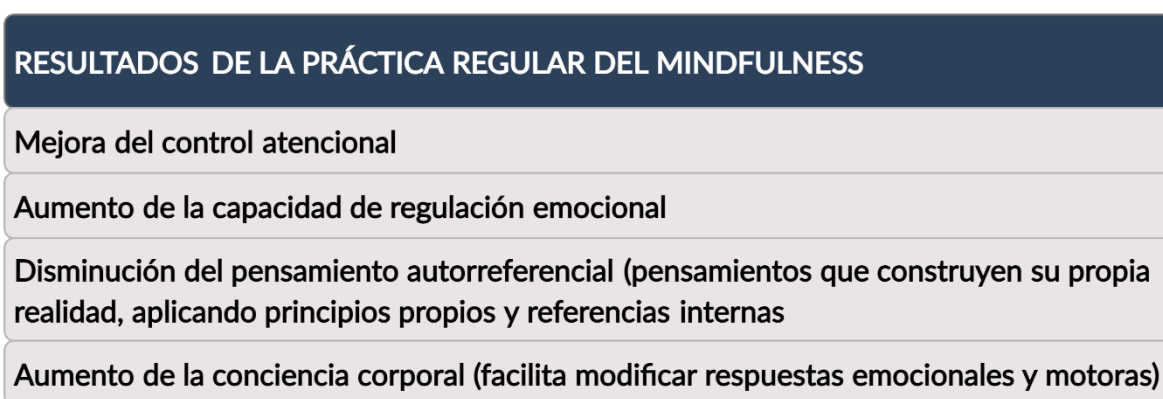 RESULTADOS DE LA PRÁCTICA REGULAR DEL MINDFULNESS
Mejora del control atencional
Aumento de la capacidad de regulación emocional
Disminución del pensamiento autorreferencial (pensamientos que construyen su propia
realidad, aplicando principios propios y referencias internas
Aumento de la conciencia corporal (facilita modificar respuestas emocionales y motoras)